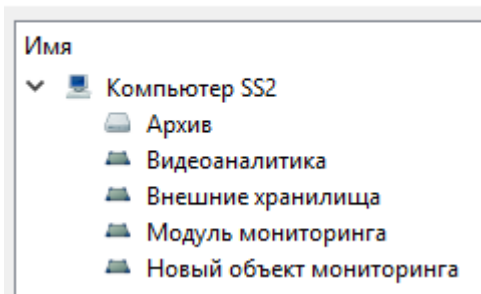 Имя
Компьютер SS2
Архив
Видеоаналитика
Внешние хранилища
Модуль мониторинга
Новый объект мониторинга